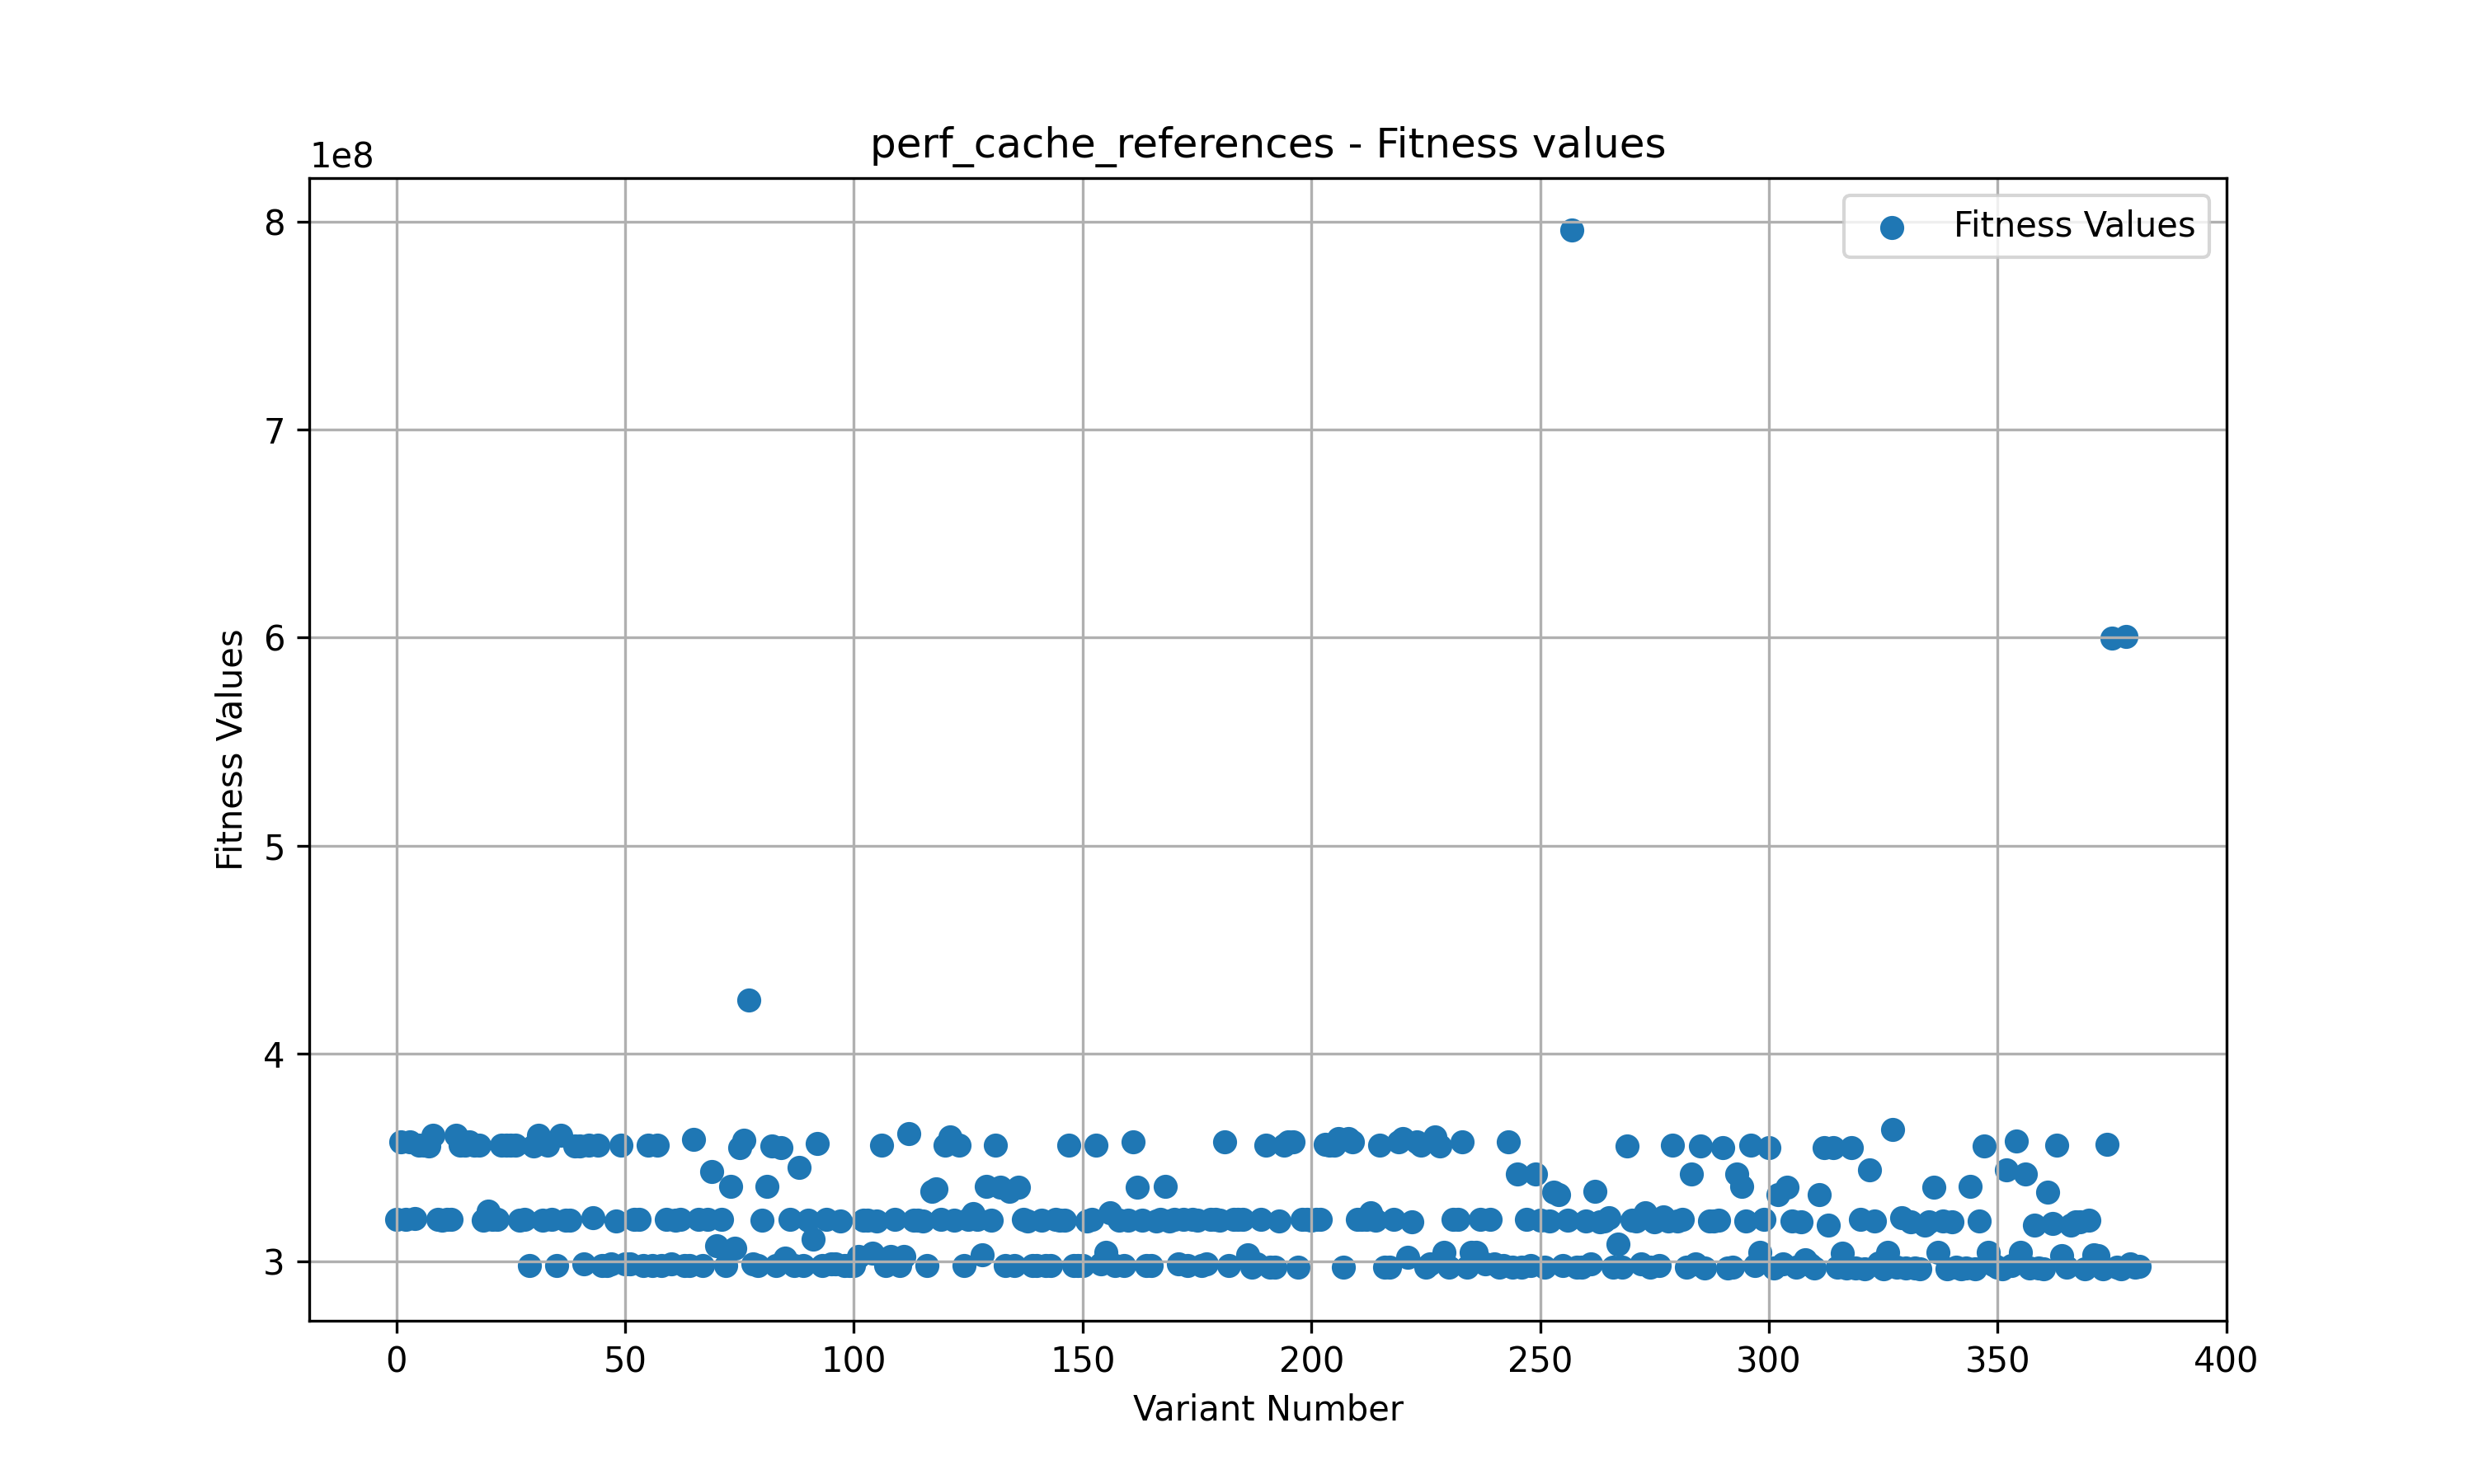 perf_cache_references - Fitness values
1e8
Fitness Values
8
7
6
5
4
3
Fitness Values
0 50 100 150 200 250 300 350 400
Variant Number